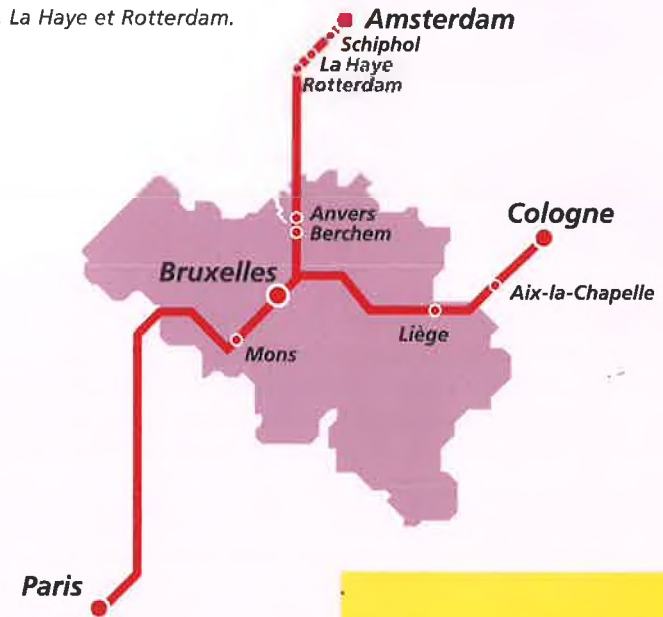 . La Haye et Rotterdam.
Amsterdam
Schiphol
La Haye
Rotterdam
Anvers
Berchem
Cologne
Bruxelles
Aix-la-Chapelle
Liège
Mons
Paris